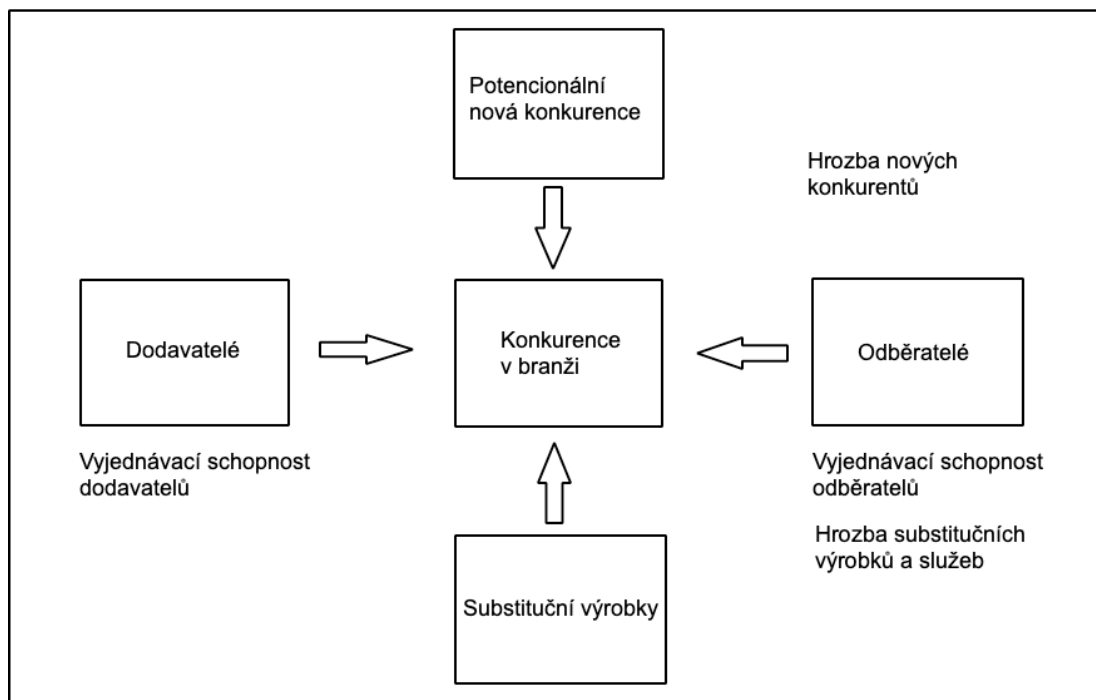 Potencionální
nová konkurence
Hrozba nových
konkurentů
Dodavatelé
Konkurence
v branži
Odběratelé
Vyjednávací schopnost
dodavatelů
Vyjednávací schopnost
odběratelů
Hrozba substitučních
výrobků a služeb
Substituční výrobky